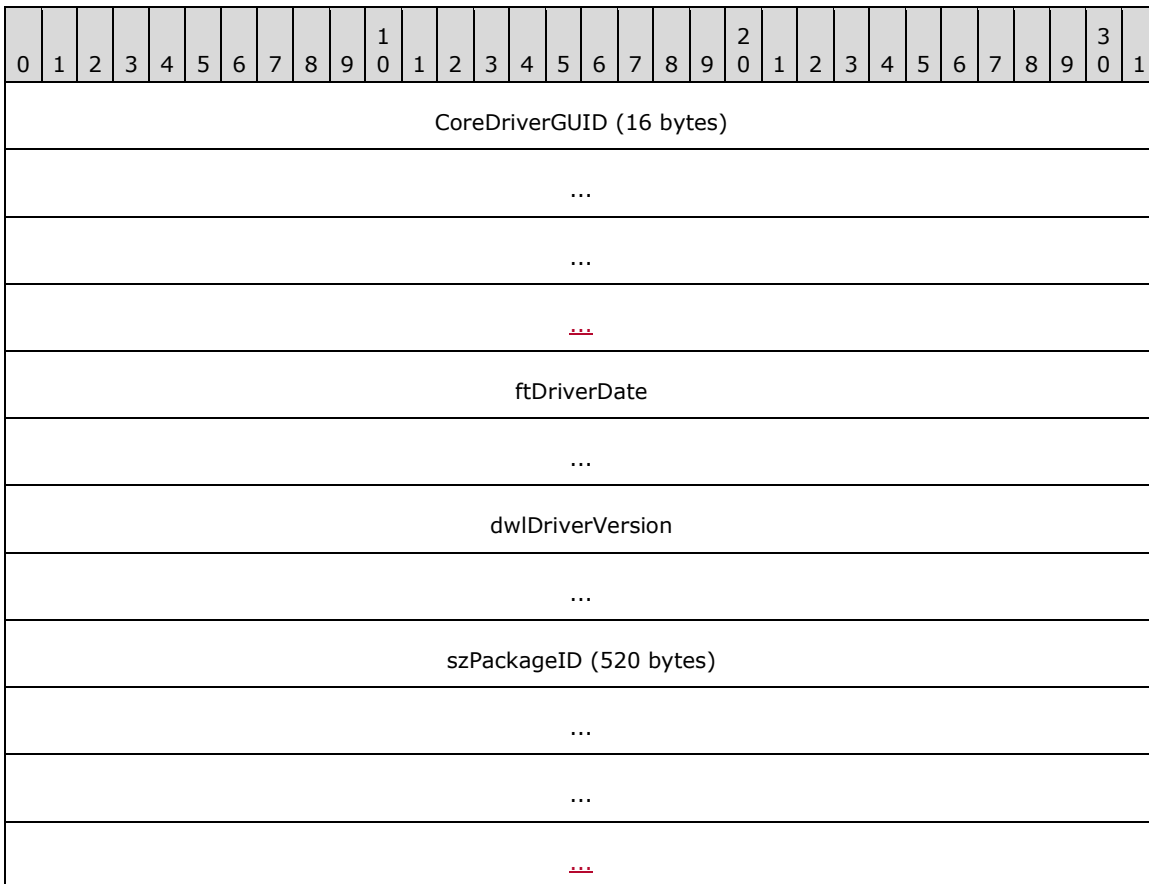 1 2 3
0 1 2 3 4 5 6 7 8 9 0 1 2 3 4 5 6 7 8 9 0 1 2 3 4 5 6 7 8 9 0 1
CoreDriverGUID (16 bytes)
...
...
...
ftDriverDate
...
dwlDriverVersion
...
szPackageID (520 bytes)
...
...
...